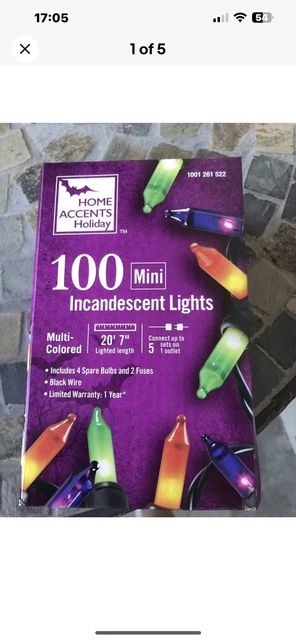 17:05
54
1 of 5
1001 261 522
HOME
ACCENTS
Holiday
TM
100 Mini
Incandescent Lights
Multi-
Colored
20' 7"
Lighted length
Connect up to
5 sets on
1 outlet
• Includes 4 Spare Bulbs and 2 Fuses
• Black Wire
• Limited Warranty: 1 Year*